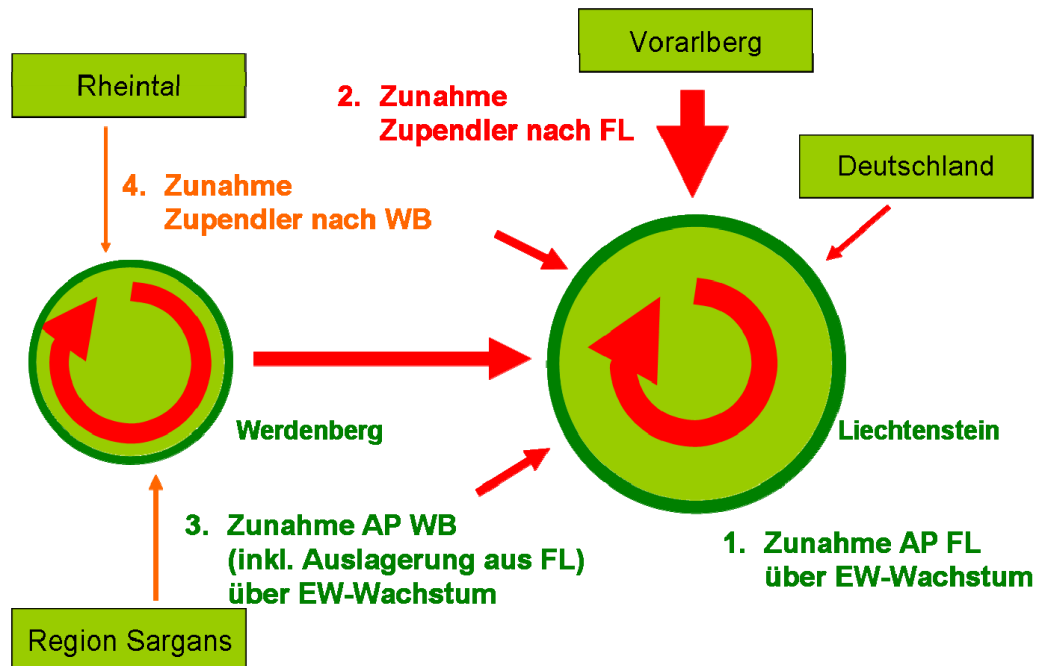 Vorarlberg
Rheintal
2. Zunahme
Zupendler nach FL
Deutschland
4. Zunahme
Zupendler nach WB
Werdenberg
Liechtenstein
3. Zunahme AP WB
(inkl. Auslagerung aus FL)
über EW-Wachstum
1. Zunahme AP FL
über EW-Wachstum
Region Sargans